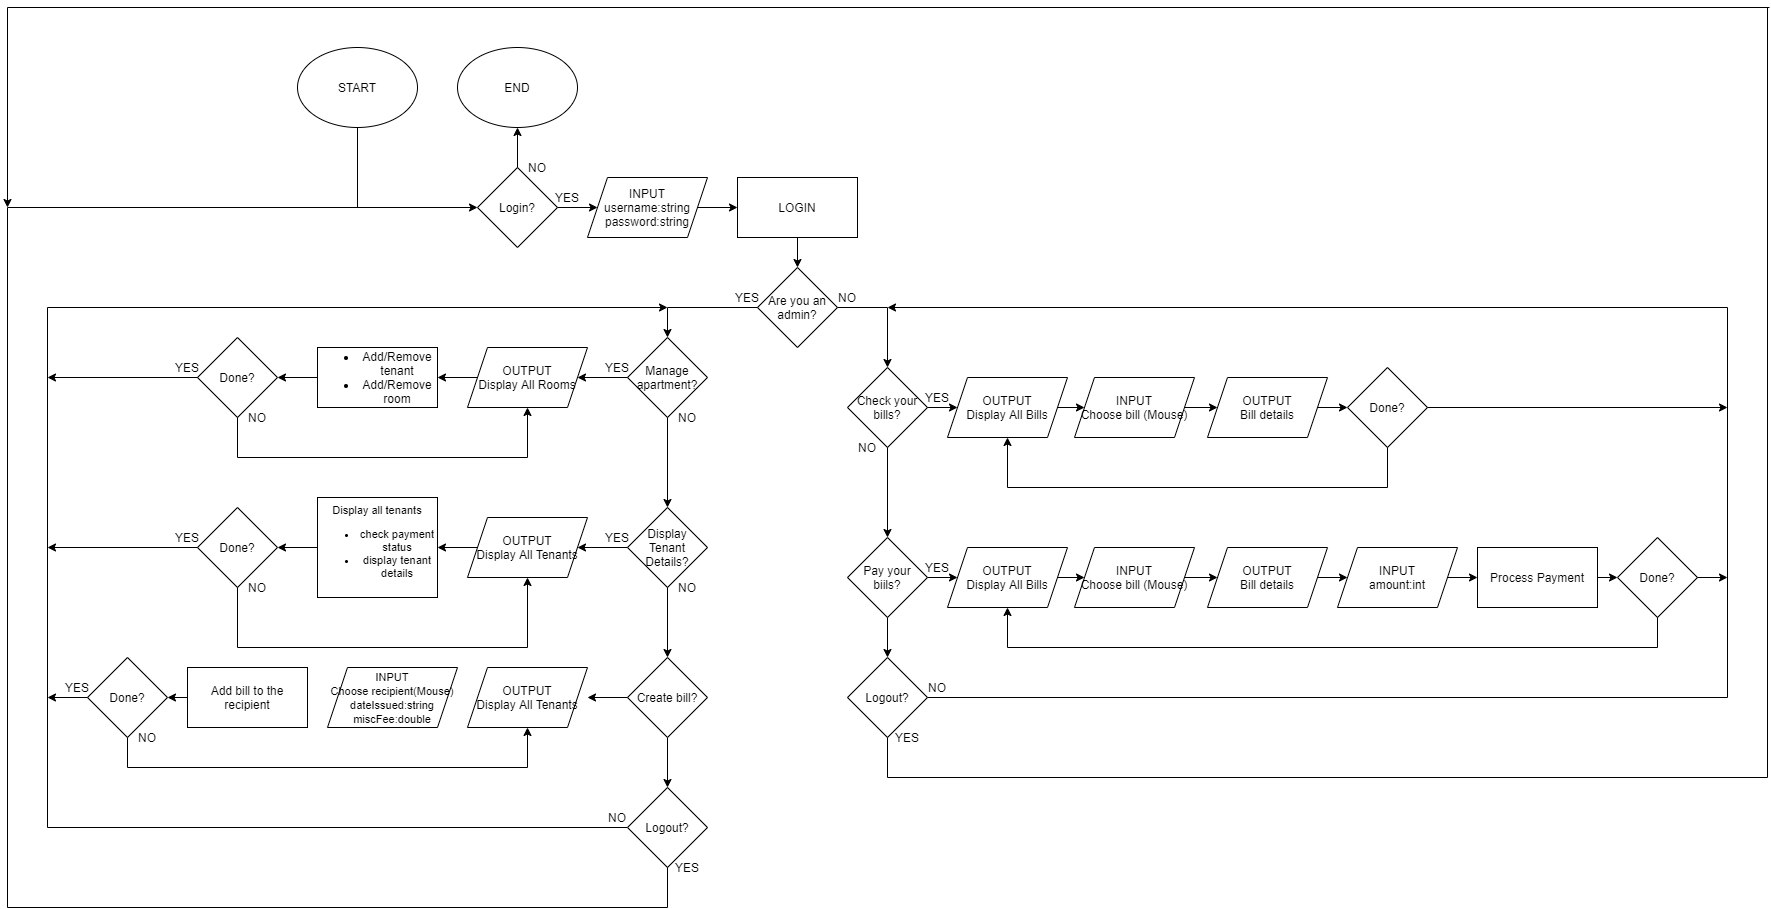 START
END
NO
Login?
YES
INPUT
username:string
password:string
LOGIN
YES
Are you an
admin?
NO
YES
Done?
NO
• Add/Remove
tenant
• Add/Remove
room
OUTPUT
Display All Rooms
YES
Manage
apartment?
NO
Check your
bills?
YES
NO
OUTPUT
Display All Bills
INPUT
Choose bill (Mouse)
OUTPUT
Bill details
Done?
YES
Done?
NO
Display all tenants
• check payment
status
• display tenant
details
OUTPUT
Display All Tenants
YES
Display
Tenant
Details?
NO
Pay your
biils?
YES
OUTPUT
Display All Bills
INPUT
Choose bill (Mouse)
OUTPUT
Bill details
INPUT
amount:int
Process Payment
Done?
YES
Done?
NO
Add bill to the
recipient
INPUT
Choose recipient(Mouse)
dateIssued:string
miscFee:double
OUTPUT
Display All Tenants
Create bill?
Logout?
NO
YES
NO
Logout?
YES